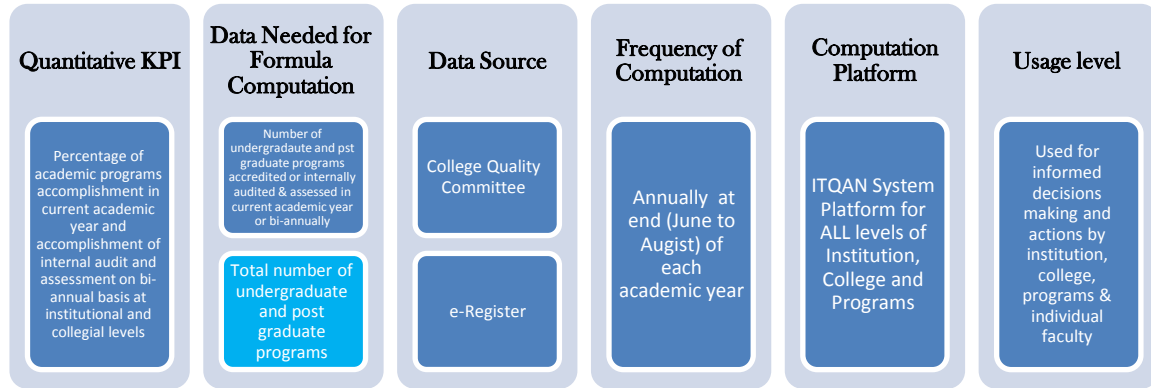 Quantitative KPI
Percentage of
academic programs
accomplishment in
current academic
year and
accomplishment of
internal audit and
assessment on bi-
annual basis at
institutional and
collegial levels
Data Needed for
Formula
Computation
Number of
undergradaute and pst
graduate programs
accredited or internally
audited & assessed in
current academic year
or bi-annually
Total number of
undergraduate
and post
graduate
programs
Data Source
College Quality
Committee
e-Register
Frequency of
Computation
Annually at
end (June to
Augist) of
each
academic year
Computation
Platform
ITQAN System
Platform for
ALL levels of
Institution,
College and
Programs
Usage level
Used for
informed
decisions
making and
actions by
institution,
college,
programs &
individual
faculty